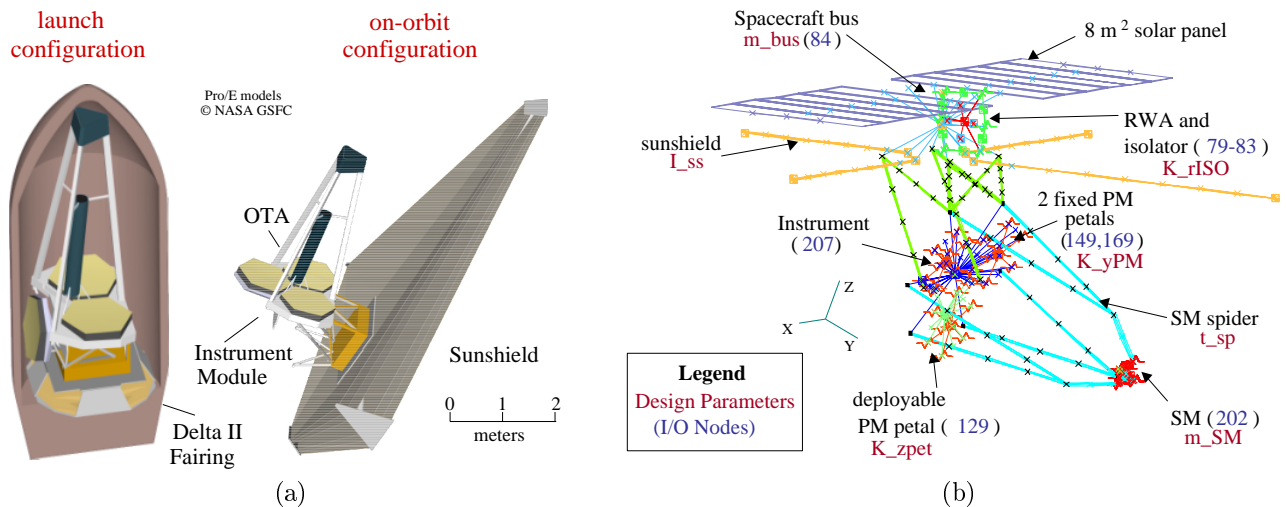 launch
configuration
on-orbit
configuration
Pro/E models
© NASA GSFC
OTA
Instrument
Module
Sunshield
0 1 2
meters
Delta II
Fairing
(a)
Spacecraft bus
m_bus (84)
8 m² solar panel
RWA and
isolator ( 79-83)
K_rISO
sunshield
I_ss
2 fixed PM
petals
(149,169)
K_yPM
Instrument
( 207)
Z
X
Y
SM spider
t_sp
Legend
Design Parameters
(I/O Nodes)
deployable
PM petal ( 129)
K_zpet
SM (202)
m_SM
(b)